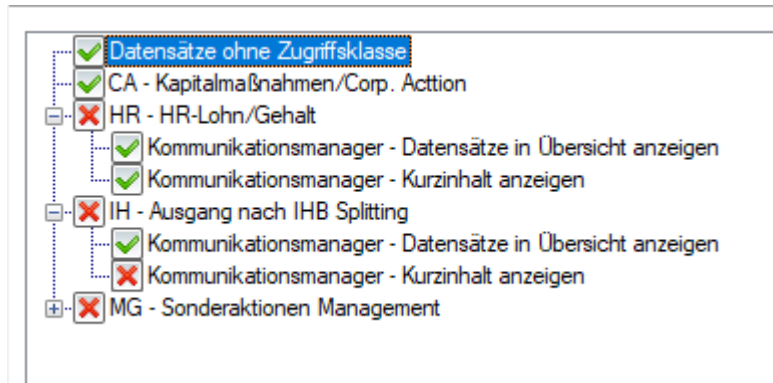 Datensätze ohne Zugriffsklasse
CA - Kapitalmaßnahmen/Corp. Acttion
HR - HR-Lohn/Gehalt
Kommunikationsmanager - Datensätze in Übersicht anzeigen
Kommunikationsmanager - Kurzinhalt anzeigen
IH - Ausgang nach IHB Splitting
Kommunikationsmanager - Datensätze in Übersicht anzeigen
Kommunikationsmanager - Kurzinhalt anzeigen
MG - Sonderaktionen Management